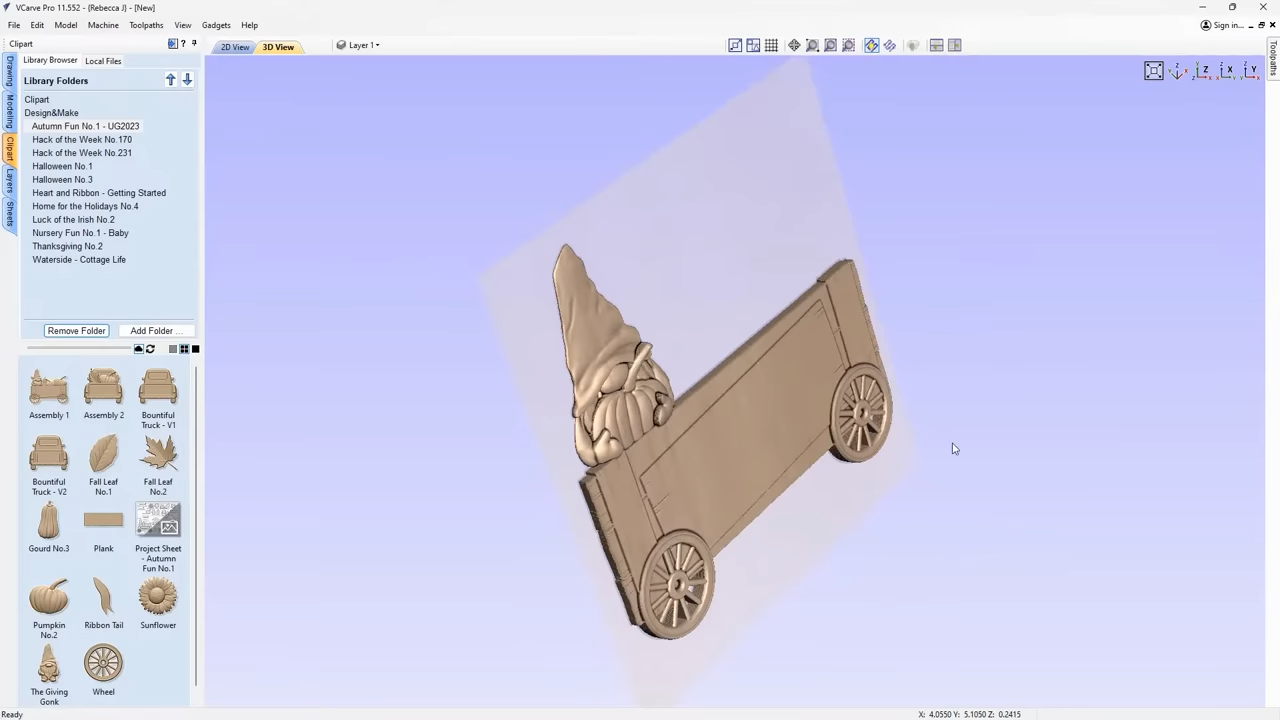 VCarve Pro 11.552 - (Rebecca J) - [New]
File Edit Model Machine Toolpaths View Gadgets Help
Sign in...
Clipart ?
2D View 3D View Layer 1
Library Browser Local Files
Library Folders
Clipart
Design&Make
Autumn Fun No.1 - UG2023
Hack of the Week No.170
Hack of the Week No.231
Halloween No.1
Halloween No.3
Heart and Ribbon - Getting Started
Home for the Holidays No.4
Luck of the Irish No.2
Nursery Fun No.1 - Baby
Thanksgiving No.2
Waterside - Cottage Life
Remove Folder Add Folder ...
Assembly 1 Assembly 2 Bountiful
Truck - V1
Bountiful
Truck - V2
Fall Leaf
No.1
Fall Leaf
No.2
Gourd No.3 Plank Project Sheet
- Autumn
Fun No.1
Pumpkin
No.2
Ribbon Tail Sunflower
The Giving
Gonk
Wheel
Drawing
Modeling
Clipart
Layers
Sheets
Toolpaths
Z X Y
Ready
X: 4.0550 Y: 5.1050 Z: 0.2415